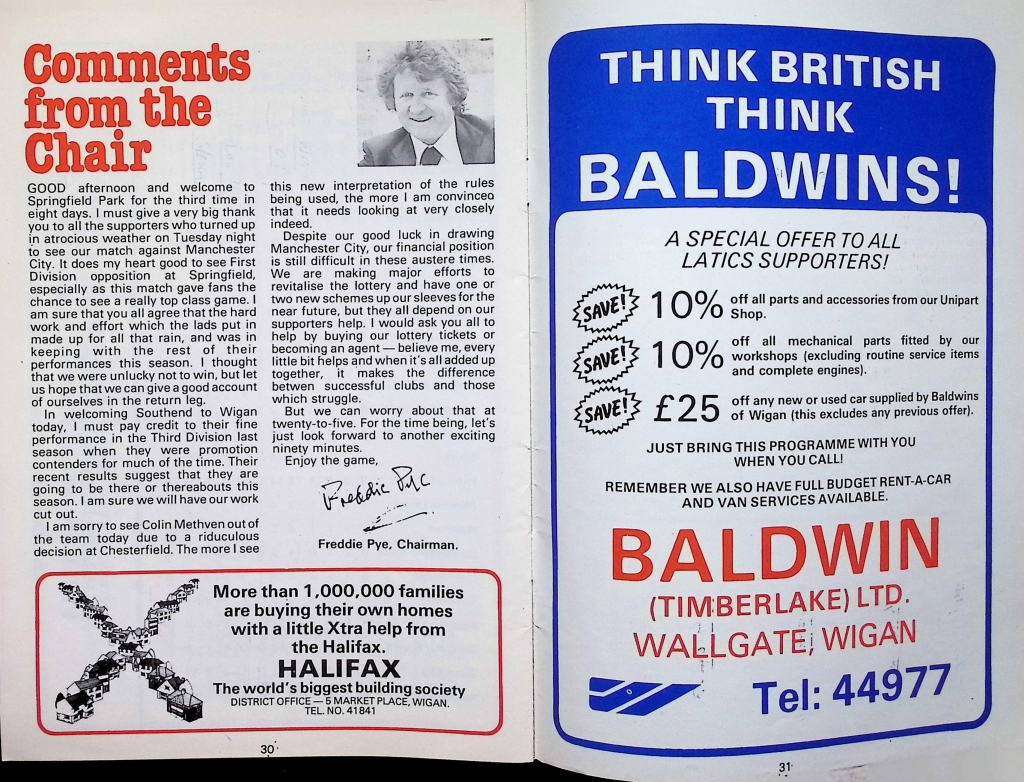 Comments
from the
Chair
GOOD afternoon and welcome to
Springfield Park for the third time in
eight days. I must give a very big thank
you to all the supporters who turned up
in atrocious weather on Tuesday night
to see our match against Manchester
City. It does my heart good to see First
Division opposition at Springfield,
especially as this match gave fans the
chance to see a really top class game. I
am sure that you all agree that the hard
work and effort which the lads put in
made up for all that rain, and was in
keeping with the rest of their
performances this season. I thought
that we were unlucky not to win, but let
us hope that we can give a good account
of ourselves in the return leg.
In welcoming Southend to Wigan
today, I must pay credit to their fine
performance in the Third Division last
season when they were promotion
contenders for much of the time. Their
recent results suggest that they are
going to be there or thereabouts this
season. I am sure we will have our work
cut out.
I am sorry to see Colin Methven out of
the team today due to a riduculous
decision at Chesterfield. The more I see
this new interpretation of the rules
being used, the more I am convinced
that it needs looking at very closely
indeed.
Despite our good luck in drawing
Manchester City, our financial position
is still difficult in these austere times.
We are making major efforts to
revitalise the lottery and have one or
two new schemes up our sleeves for the
near future, but they all depend on our
supporters help. I would ask you all to
help by buying our lottery tickets or
becoming an agent — believe me, every
little bit helps and when it's all added up
together, it makes the difference
betwen successful clubs and those
which struggle.
But we can worry about that at
twenty-to-five. For the time being, let's
just look forward to another exciting
ninety minutes.
Enjoy the game,
Freddie Pye
Freddie Pye, Chairman.
More than 1,000,000 families
are buying their own homes
with a little Xtra help from
the Halifax.
HALIFAX
The world's biggest building society
DISTRICT OFFICE — 5 MARKET PLACE, WIGAN.
TEL. NO. 41841
30
THINK BRITISH
THINK
BALDWINS!
A SPECIAL OFFER TO ALL
LATICS SUPPORTERS!
SAVE! 10% off all parts and accessories from our Unipart
Shop.
SAVE! 10% off all mechanical parts fitted by our
workshops (excluding routine service items
and complete engines).
SAVE! £25 off any new or used car supplied by Baldwins
of Wigan (this excludes any previous offer).
JUST BRING THIS PROGRAMME WITH YOU
WHEN YOU CALL!
REMEMBER WE ALSO HAVE FULL BUDGET RENT-A-CAR
AND VAN SERVICES AVAILABLE.
BALDWIN
(TIMBERLAKE) LTD.
WALLGATE, WIGAN
Tel: 44977
31